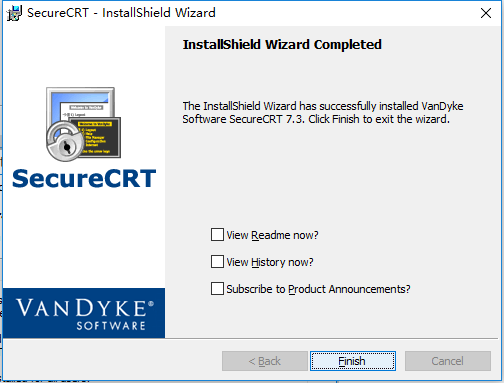 SecureCRT - InstallShield Wizard
InstallShield Wizard Completed
The InstallShield Wizard has successfully installed VanDyke
Software SecureCRT 7.3. Click Finish to exit the wizard.
SecureCRT
View Readme now?
View History now?
Subscribe to Product Announcements?
VANDYKE®
SOFTWARE
< Back
Finish
Cancel